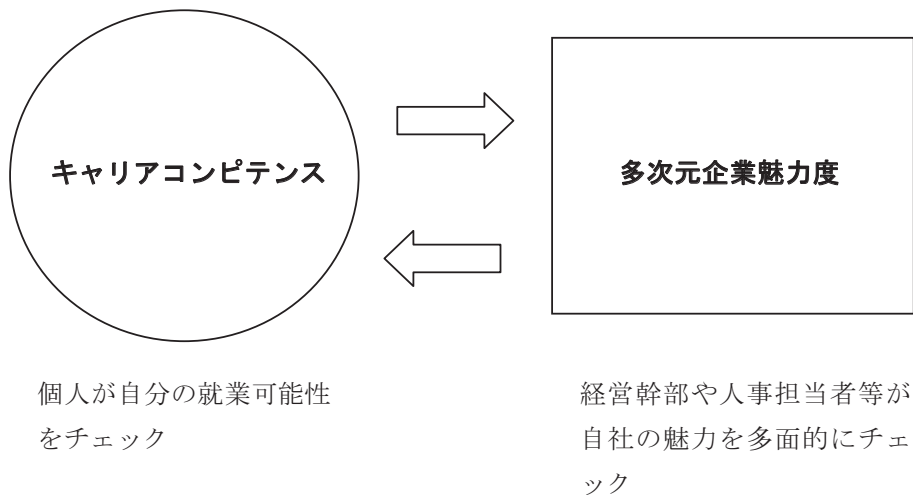 キャリアコンピテンス
多次元企業魅力度
個人が自分の就業可能性
をチェック
経営幹部や人事担当者等が
自社の魅力を多面的にチェ
ック